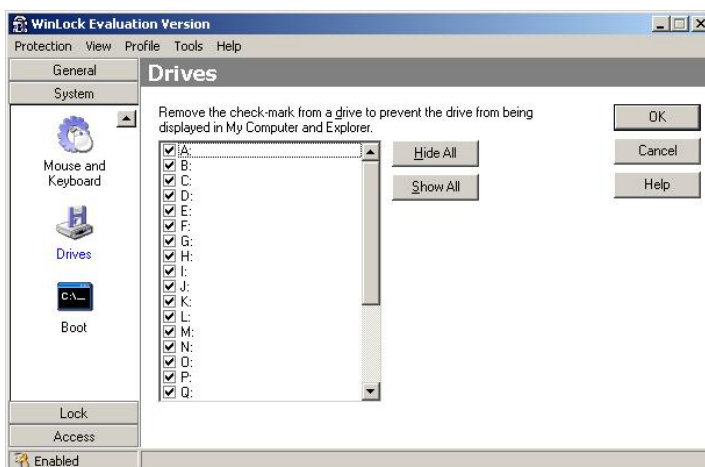 WinLock Evaluation Version
Protection View Profile Tools Help
General
System
Mouse and
Keyboard
Drives
C:\_
Boot
Lock
Access
Enabled
Drives
Remove the check-mark from a drive to prevent the drive from being
displayed in My Computer and Explorer.
A:
B:
C:
D:
E:
F:
G:
H:
I:
J:
K:
L:
M:
N:
O:
P:
Q:
Hide All
Show All
OK
Cancel
Help